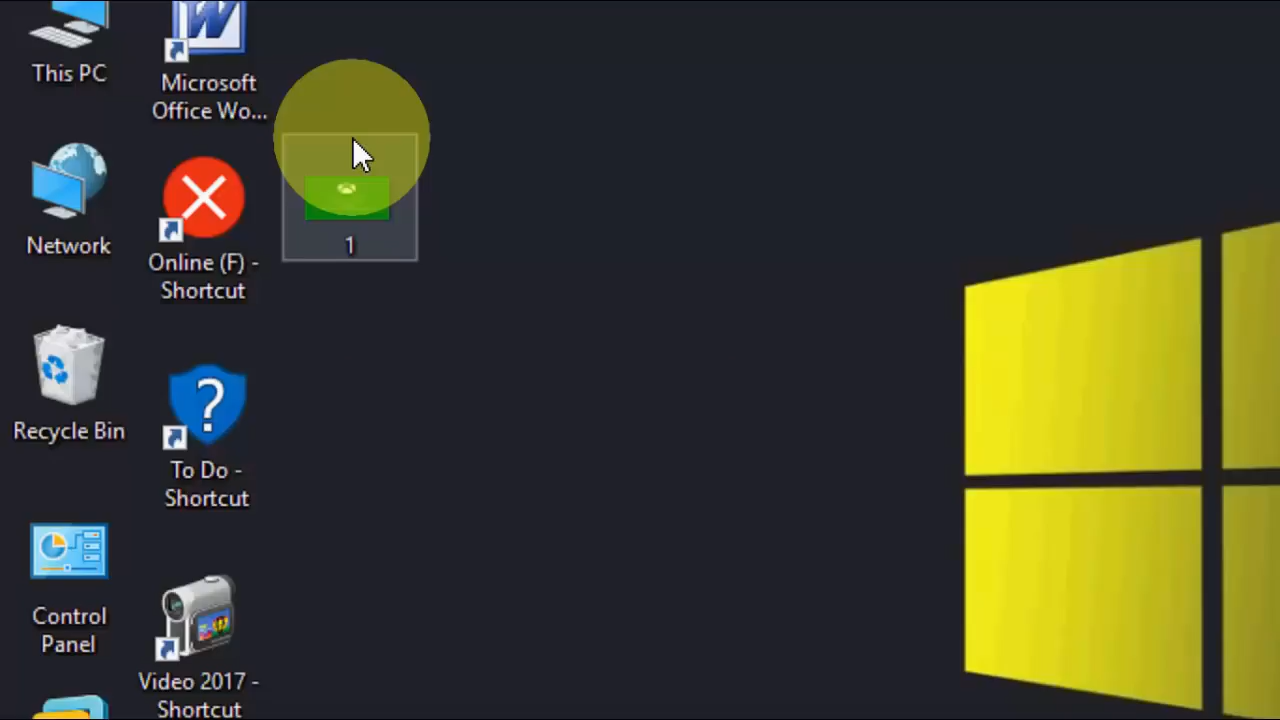 This PC
Microsoft
Office Wo...
Network
Online (F) -
Shortcut
1
Recycle Bin
To Do -
Shortcut
Control
Panel
Video 2017 -
Shortcut